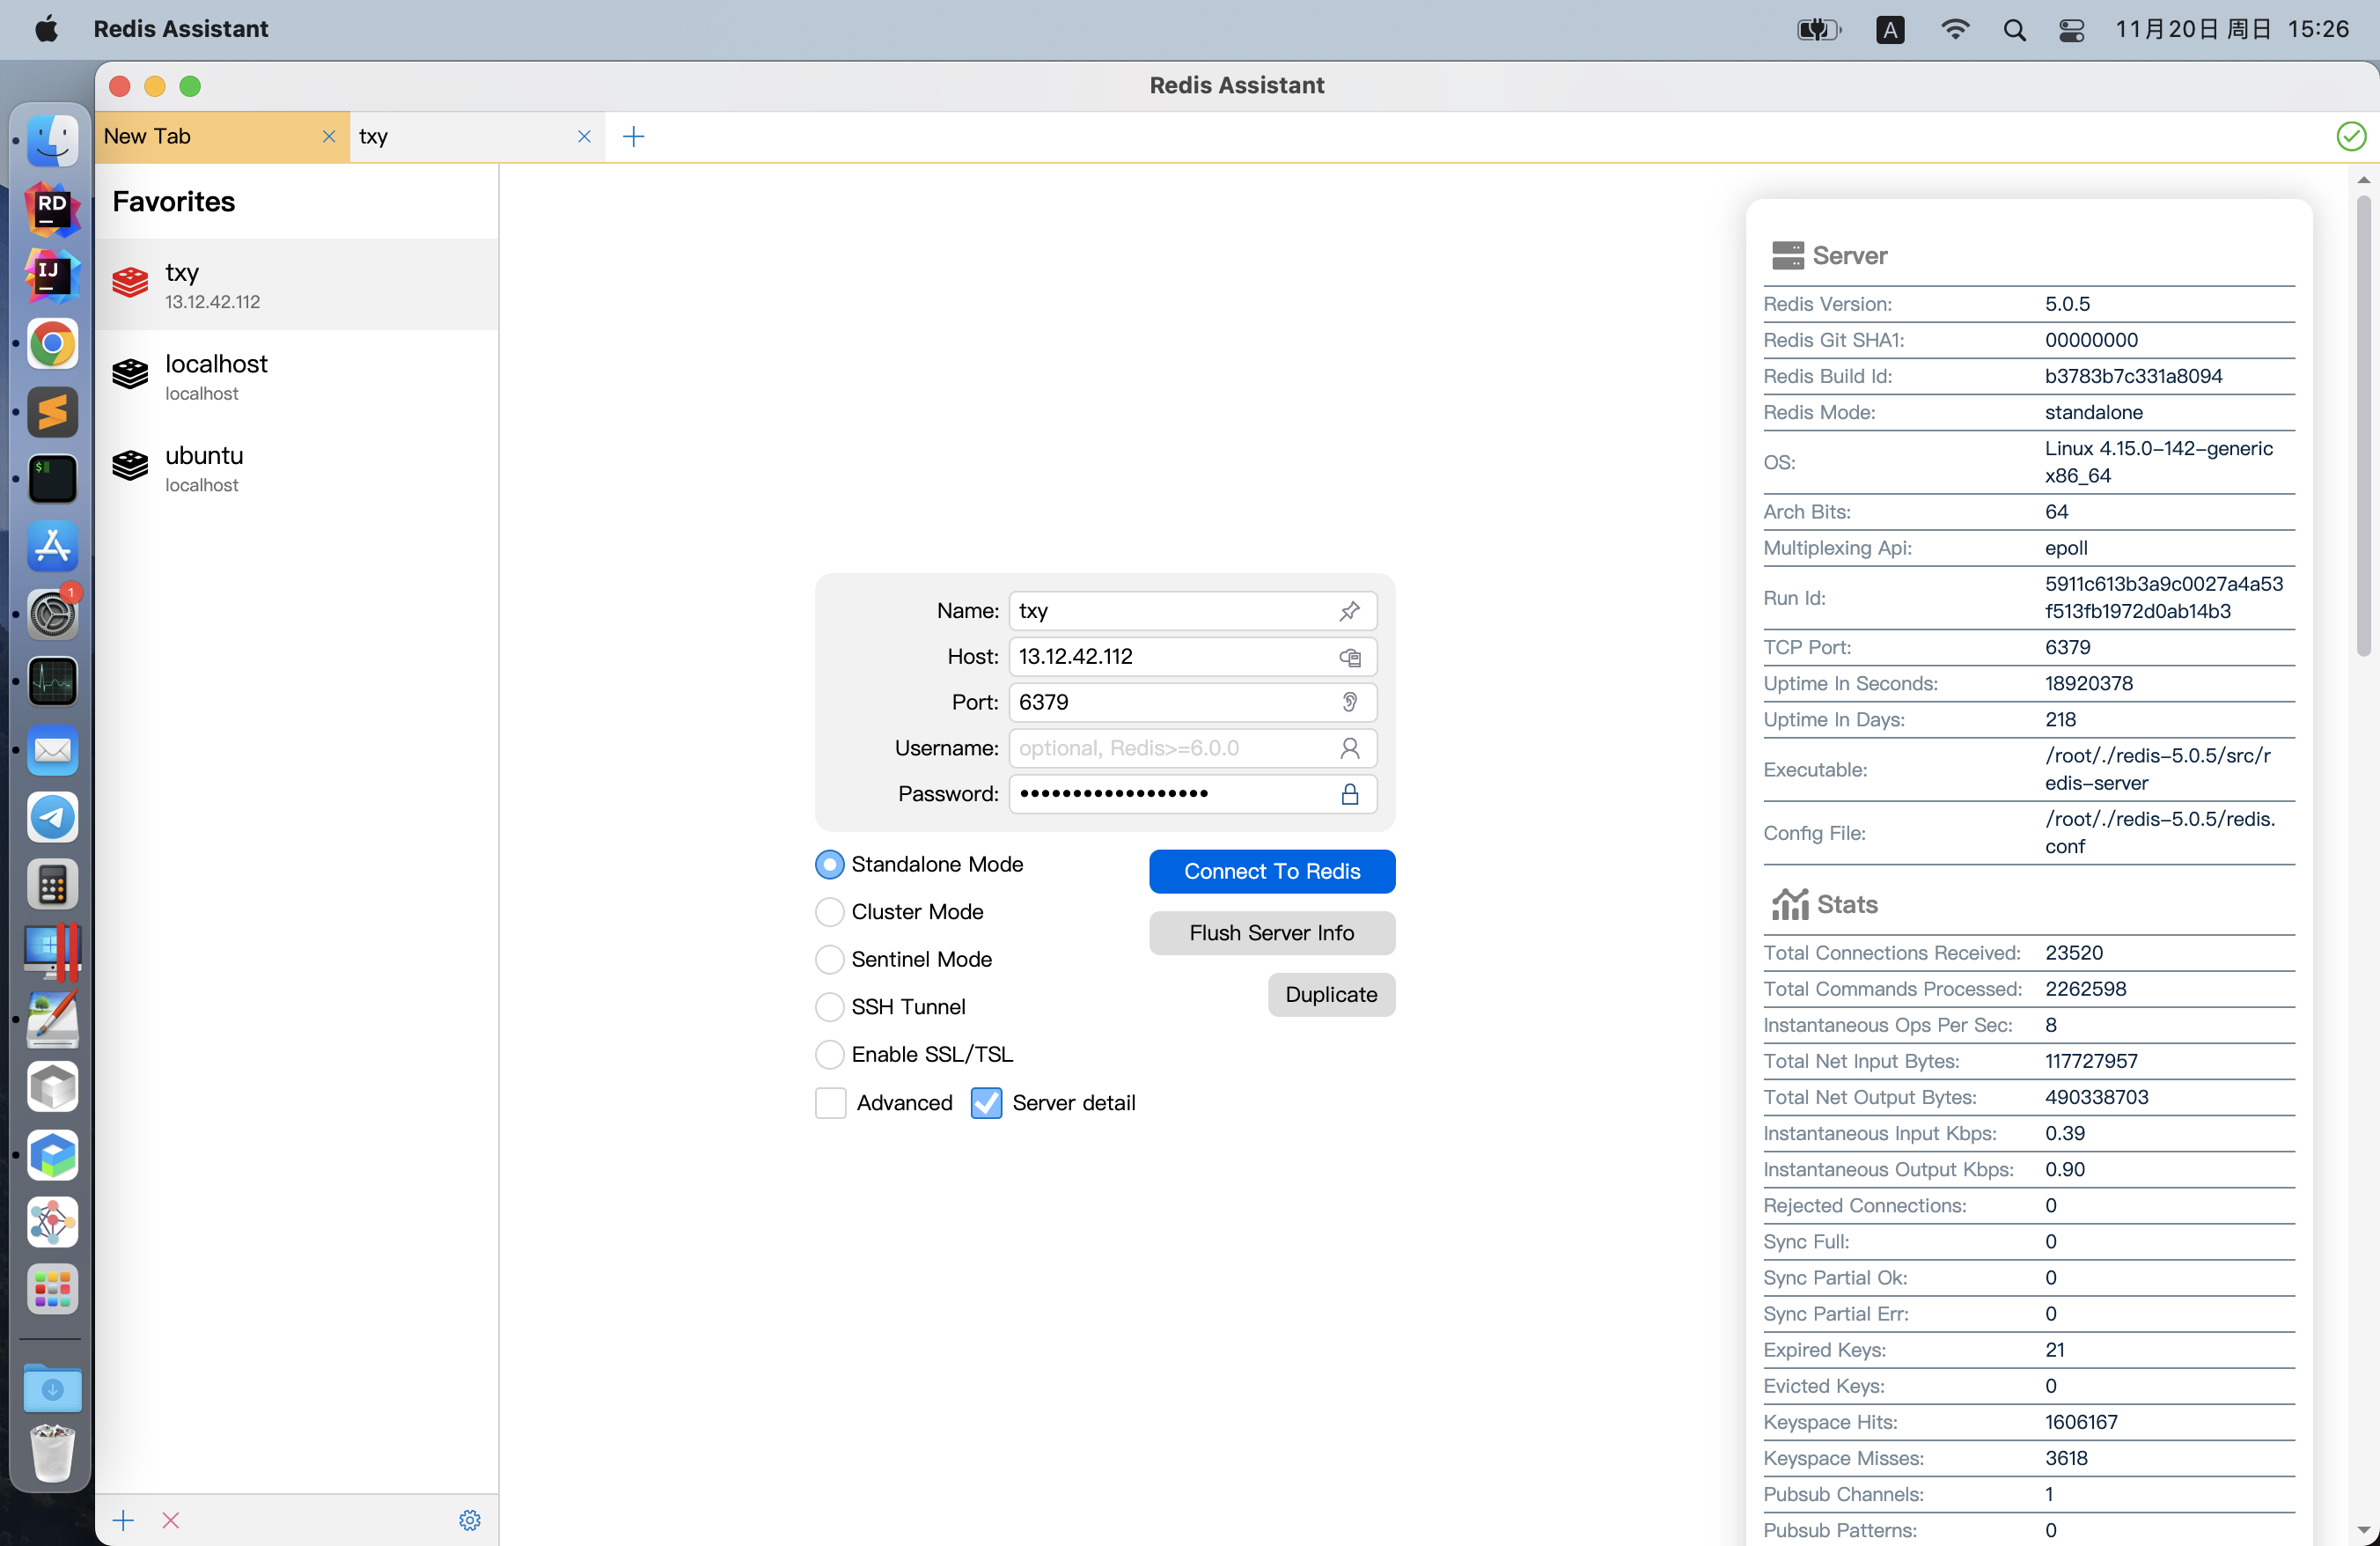 Redis Assistant
A
11月20日 周日 15:26
Redis Assistant
New Tab
txy
Favorites
txy
13.12.42.112
localhost
localhost
ubuntu
localhost
RD
IJ
$
1
Name: txy
Host: 13.12.42.112
Port: 6379
Username: optional, Redis>=6.0.0
Password: ••••••••••••••••••
Standalone Mode
Cluster Mode
Sentinel Mode
SSH Tunnel
Enable SSL/TSL
Advanced
Server detail
Connect To Redis
Flush Server Info
Duplicate
Server
Redis Version: 5.0.5
Redis Git SHA1: 00000000
Redis Build Id: b3783b7c331a8094
Redis Mode: standalone
OS: Linux 4.15.0-142-generic
x86_64
Arch Bits: 64
Multiplexing Api: epoll
Run Id: 5911c613b3a9c0027a4a53
f513fb1972d0ab14b3
TCP Port: 6379
Uptime In Seconds: 18920378
Uptime In Days: 218
Executable: /root/./redis-5.0.5/src/r
edis-server
Config File: /root/./redis-5.0.5/redis.
conf
Stats
Total Connections Received: 23520
Total Commands Processed: 2262598
Instantaneous Ops Per Sec: 8
Total Net Input Bytes: 117727957
Total Net Output Bytes: 490338703
Instantaneous Input Kbps: 0.39
Instantaneous Output Kbps: 0.90
Rejected Connections: 0
Sync Full: 0
Sync Partial Ok: 0
Sync Partial Err: 0
Expired Keys: 21
Evicted Keys: 0
Keyspace Hits: 1606167
Keyspace Misses: 3618
Pubsub Channels: 1
Pubsub Patterns: 0